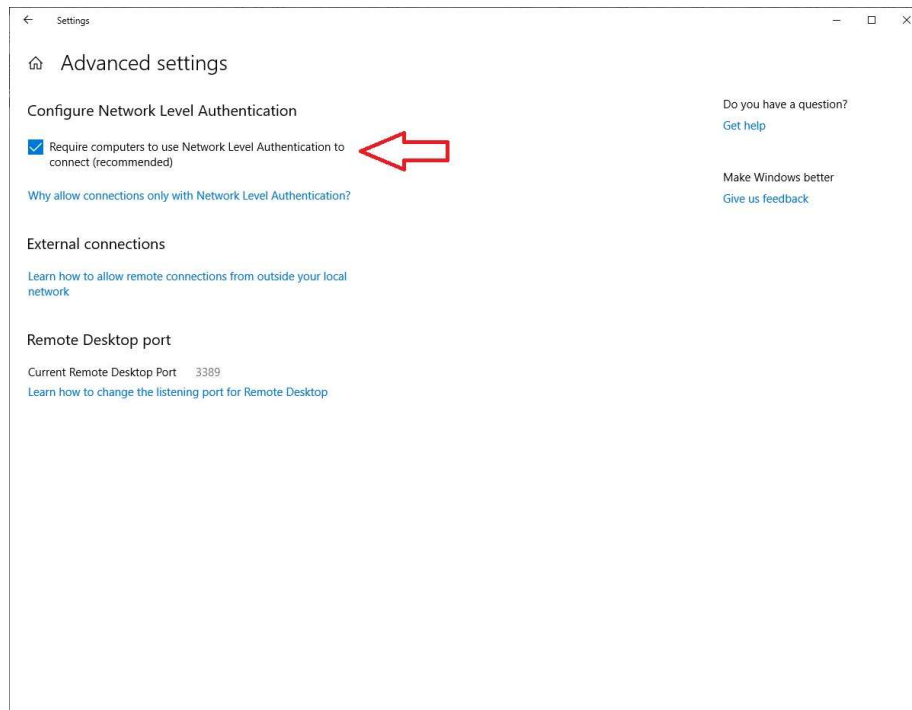 Settings
Advanced settings
Configure Network Level Authentication
Require computers to use Network Level Authentication to
connect (recommended)
Why allow connections only with Network Level Authentication?
External connections
Learn how to allow remote connections from outside your local
network
Remote Desktop port
Current Remote Desktop Port 3389
Learn how to change the listening port for Remote Desktop
Do you have a question?
Get help
Make Windows better
Give us feedback